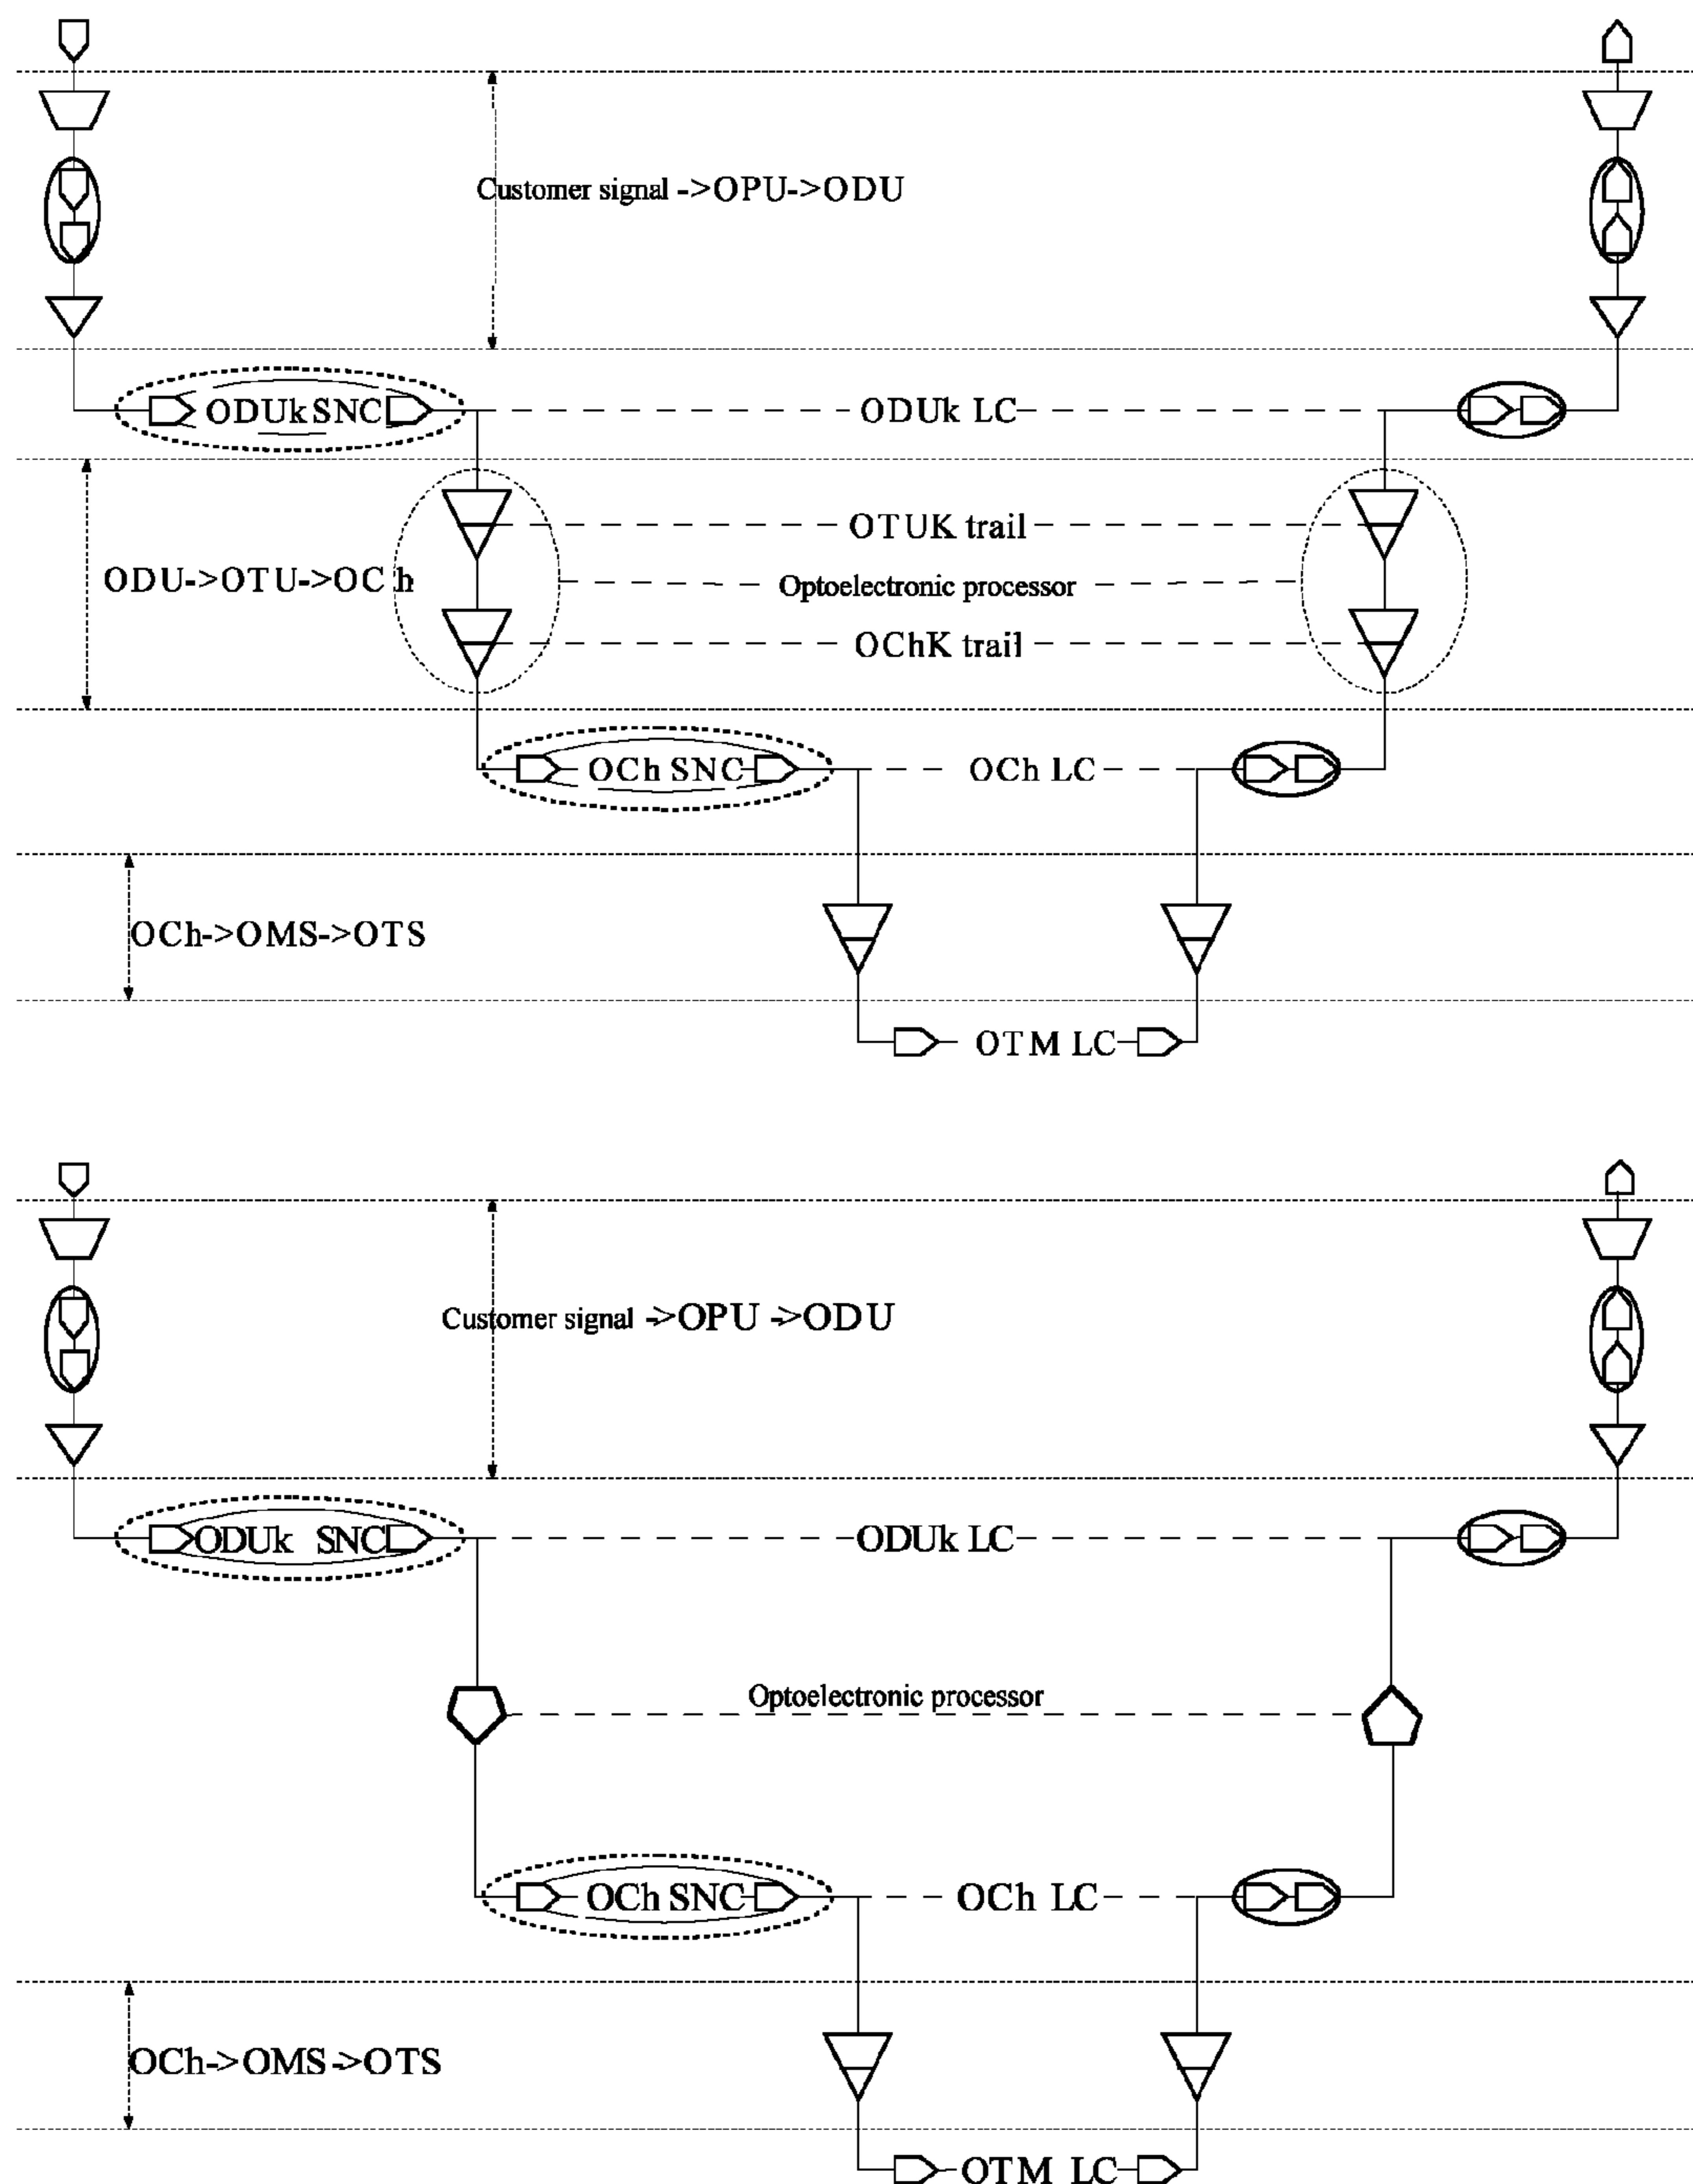 Customer signal ->OPU->ODU
ODUk SNC
ODUk LC
OTUK trail
ODU->OTU->OC h
Optoelectronic processor
OChK trail
OCh SNC
OCh LC
OCh->OMS->OTS
OTM LC
Customer signal ->OPU ->ODU
ODUk SNC
ODUk LC
Optoelectronic processor
OCh SNC
OCh LC
OCh->OMS->OTS
OTM LC